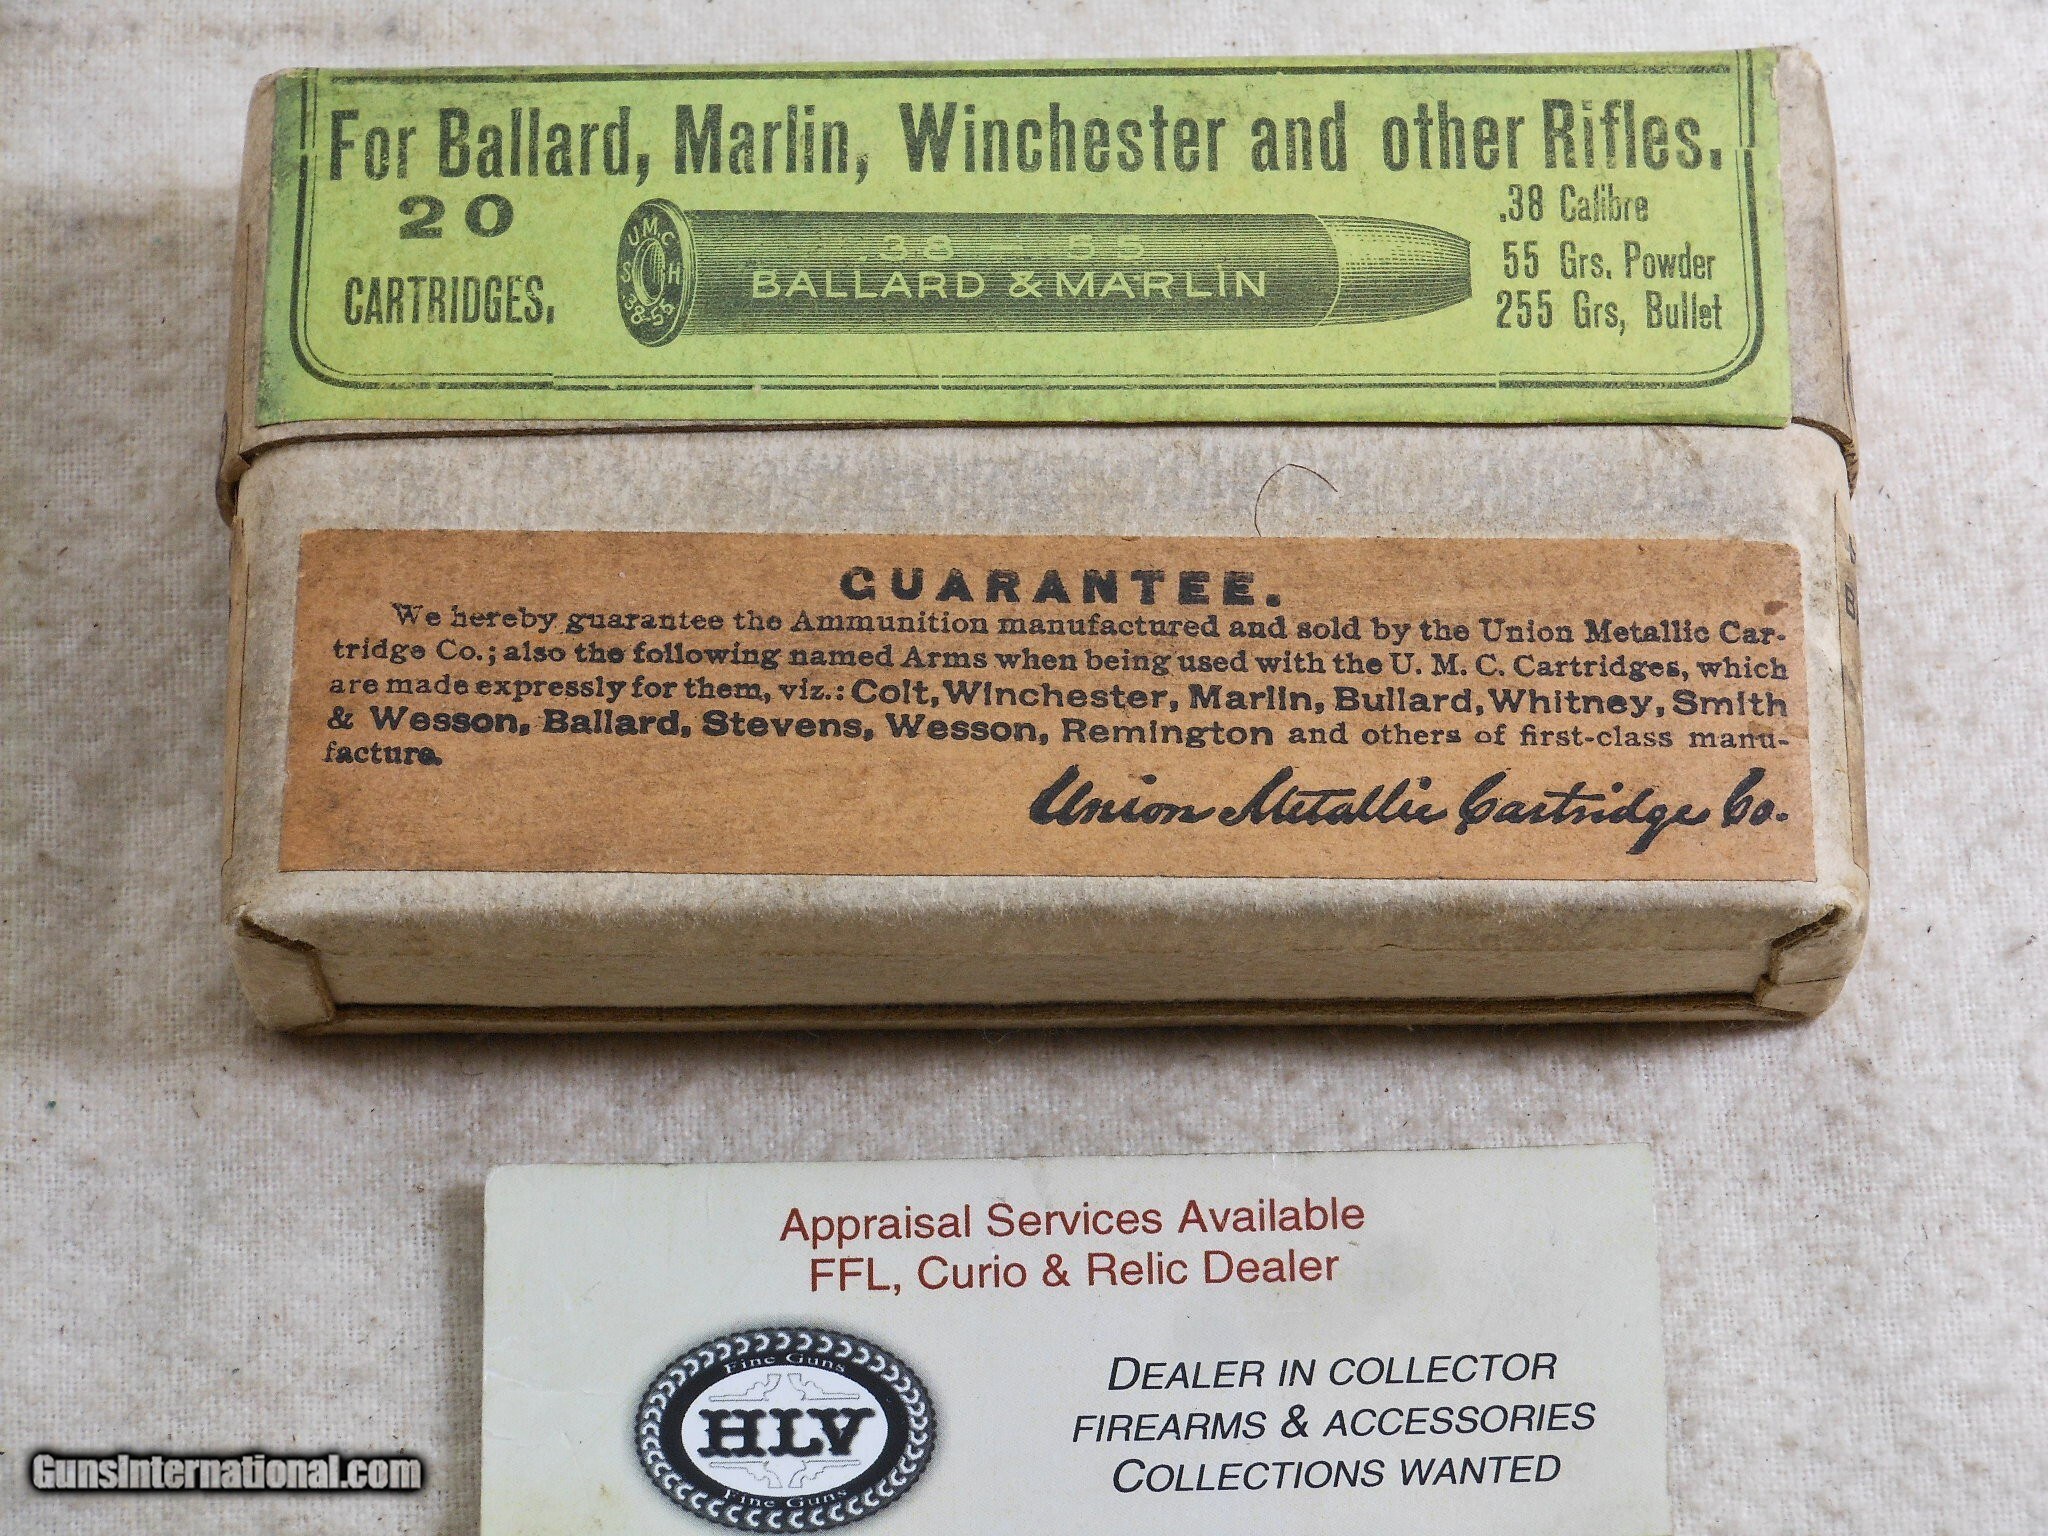 For Ballard, Marlin, Winchester and other Rifles.
20
CARTRIDGES.
U.M.C
S H
.38-55
.38 — 55
BALLARD & MARLIN
.38 Calibre
55 Grs. Powder
255 Grs, Bullet
GUARANTEE.
We hereby guarantee the Ammunition manufactured and sold by the Union Metallic Car-
tridge Co.; also the following named Arms when being used with the U. M. C. Cartridges, which
are made expressly for them, viz.: Colt, Winchester, Marlin, Bullard, Whitney, Smith
& Wesson, Ballard, Stevens, Wesson, Remington and others of first-class manu-
facture.
Union Metallic Cartridge Co.
Appraisal Services Available
FFL, Curio & Relic Dealer
Fine Guns
HLV
Fine Guns
DEALER IN COLLECTOR
FIREARMS & ACCESSORIES
COLLECTIONS WANTED
GunsInternational.com